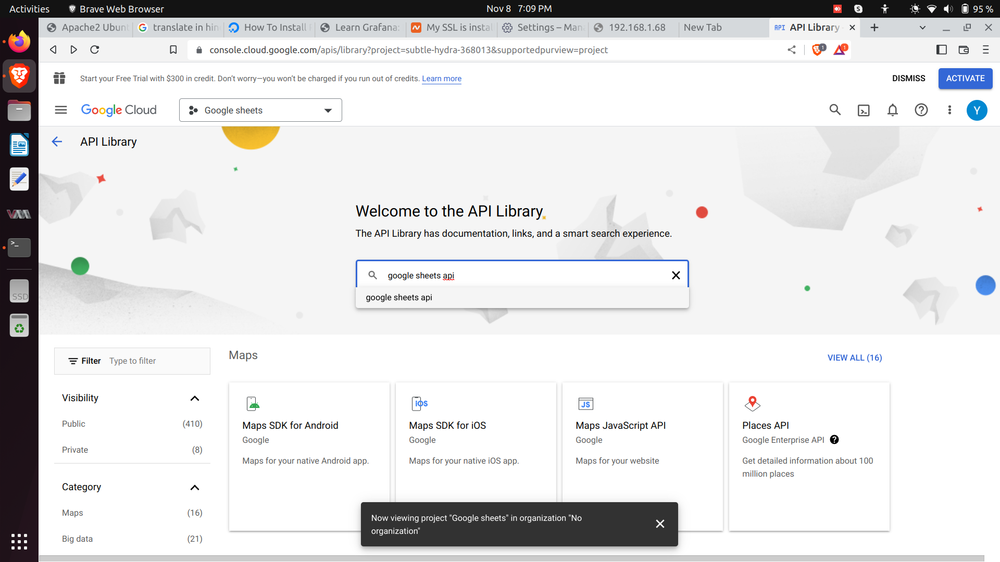 Activities
Brave Web Browser
Nov 8 7:09 PM
95 %
Apache2 Ubunt
translate in hin
How To Install
Learn Grafana:
My SSL is instal
Settings – Man
192.168.1.68
New Tab
API API Library
console.cloud.google.com/apis/library?project=subtle-hydra-368013&supportedpurview=project
1
1
Start your Free Trial with $300 in credit. Don’t worry—you won’t be charged if you run out of credits. Learn more
DISMISS
ACTIVATE
Google Cloud
Google sheets
Y
API Library
Welcome to the API Library
The API Library has documentation, links, and a smart search experience.
google sheets api
google sheets api
SSD
Filter Type to filter
Maps
VIEW ALL (16)
Visibility
Public (410)
Private (8)
Category
Maps (16)
Big data (21)
Maps SDK for Android
Google
Maps for your native Android app.
iOS
Maps SDK for iOS
Google
Maps for your native iOS app.
JS
Maps JavaScript API
Google
Maps for your website
Places API
Google Enterprise API
Get detailed information about 100
million places
Now viewing project "Google sheets" in organization "No
organization"